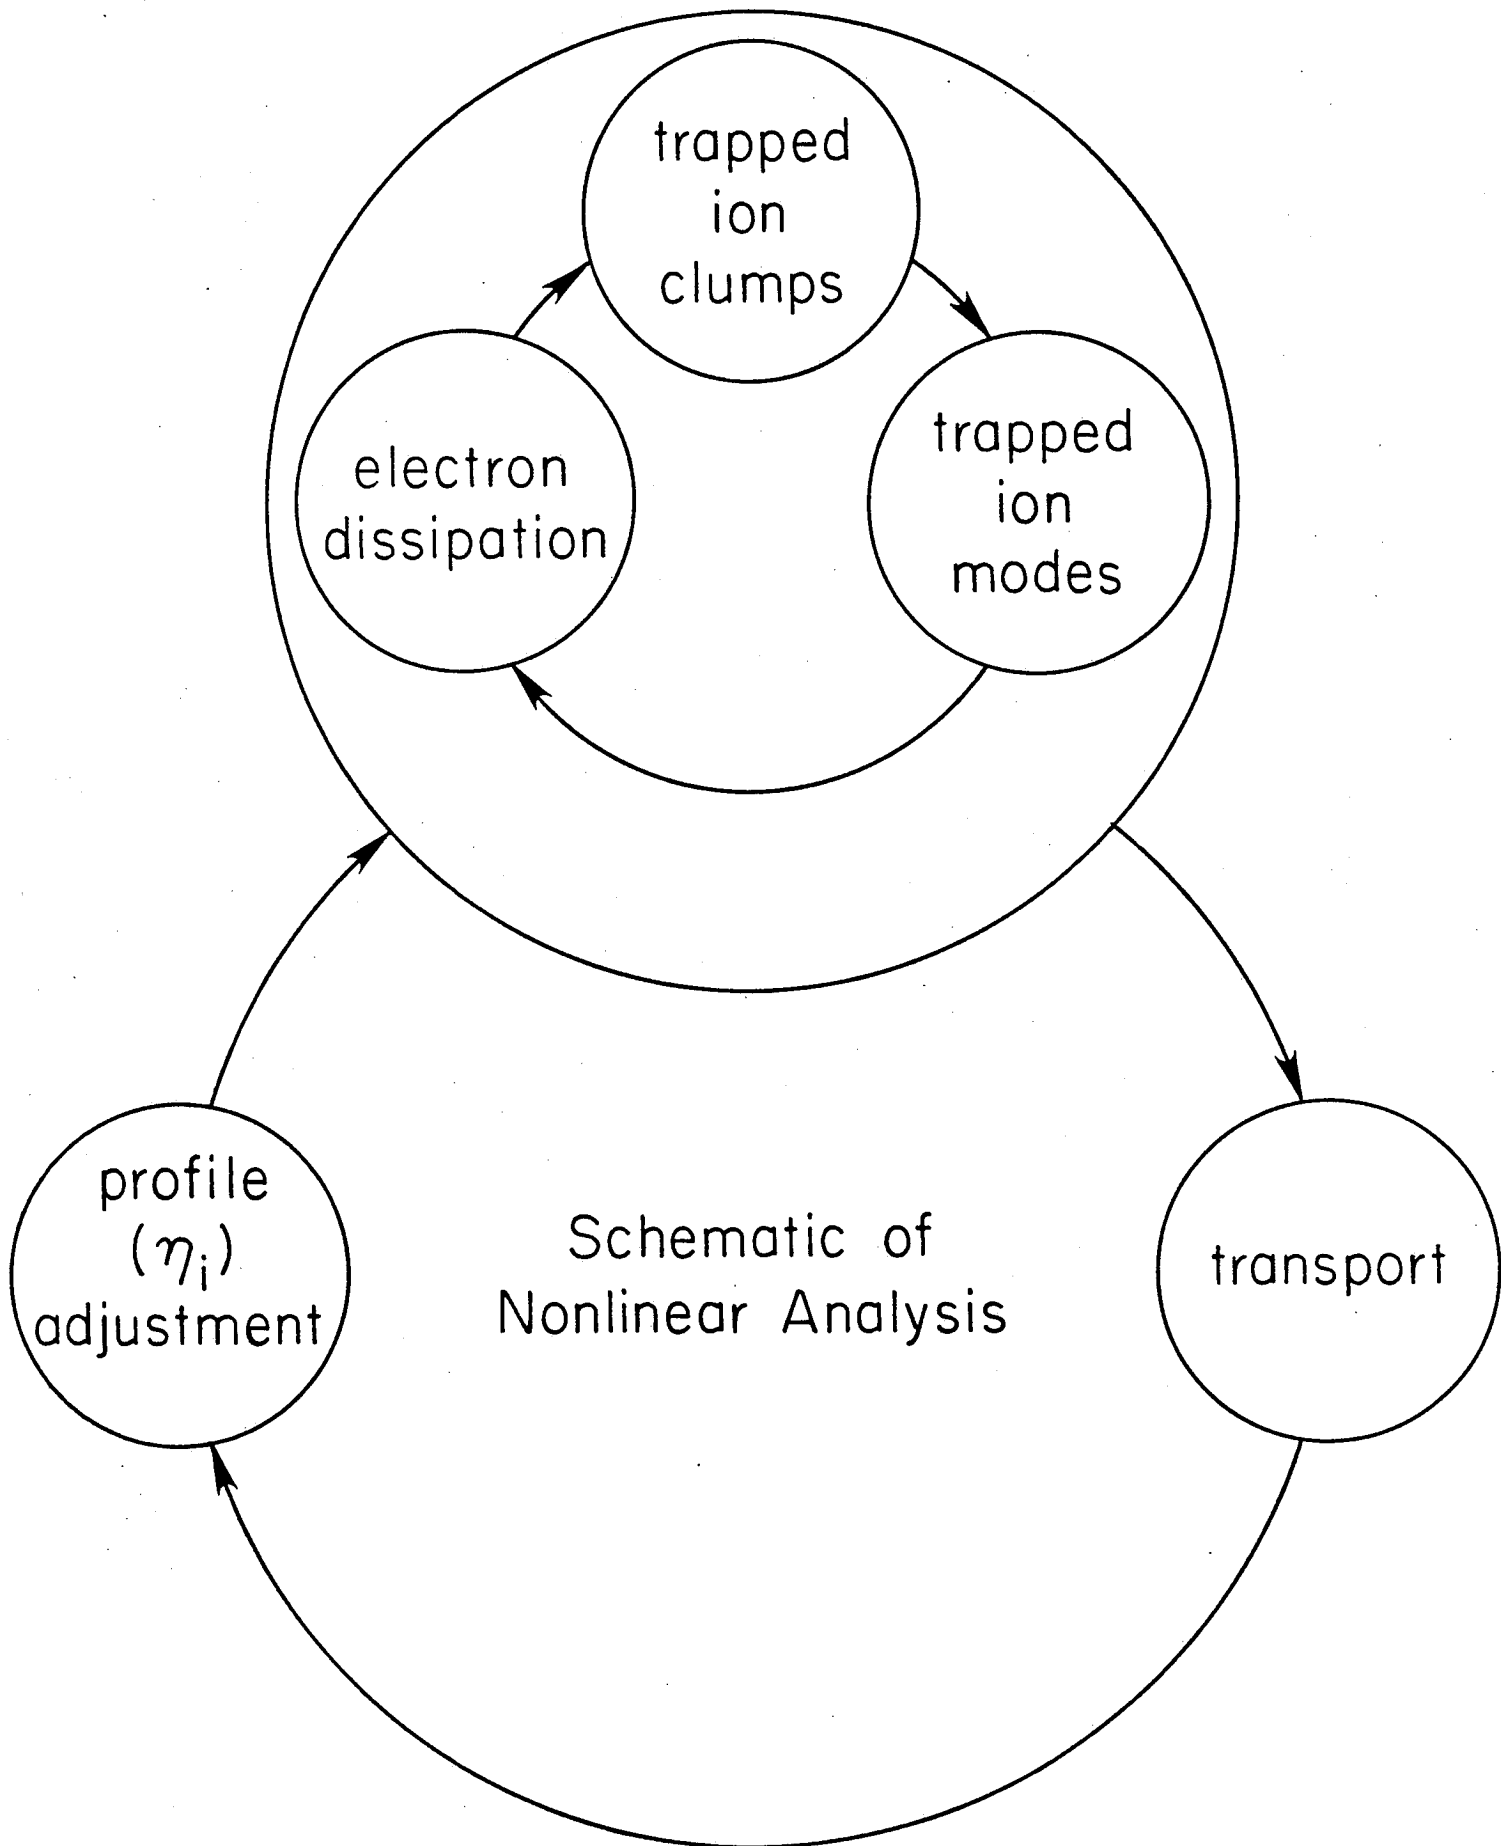 trapped
ion
clumps
electron
dissipation
trapped
ion
modes
profile
(ηᵢ)
adjustment
Schematic of
Nonlinear Analysis
transport